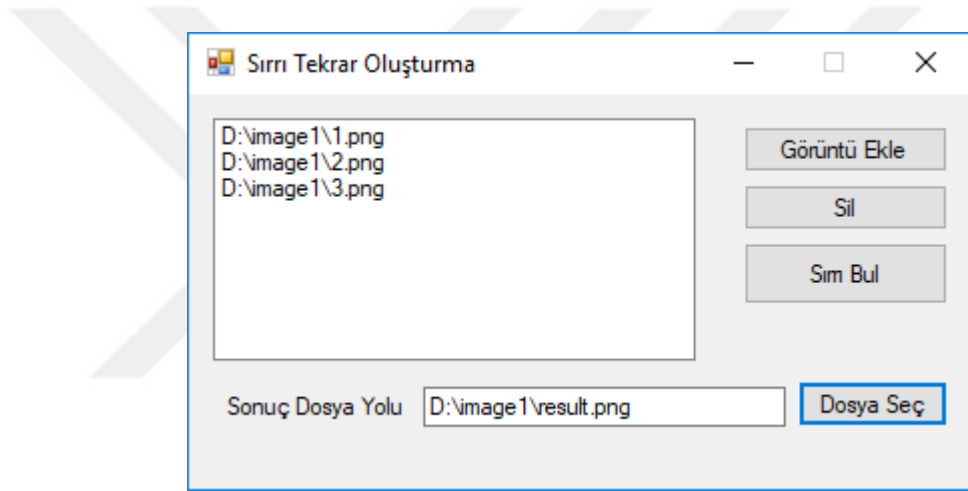 Sırrı Tekrar Oluşturma
D:\image1\1.png
D:\image1\2.png
D:\image1\3.png
Görüntü Ekle
Sil
Sırrı Bul
Sonuç Dosya Yolu
D:\image1\result.png
Dosya Seç